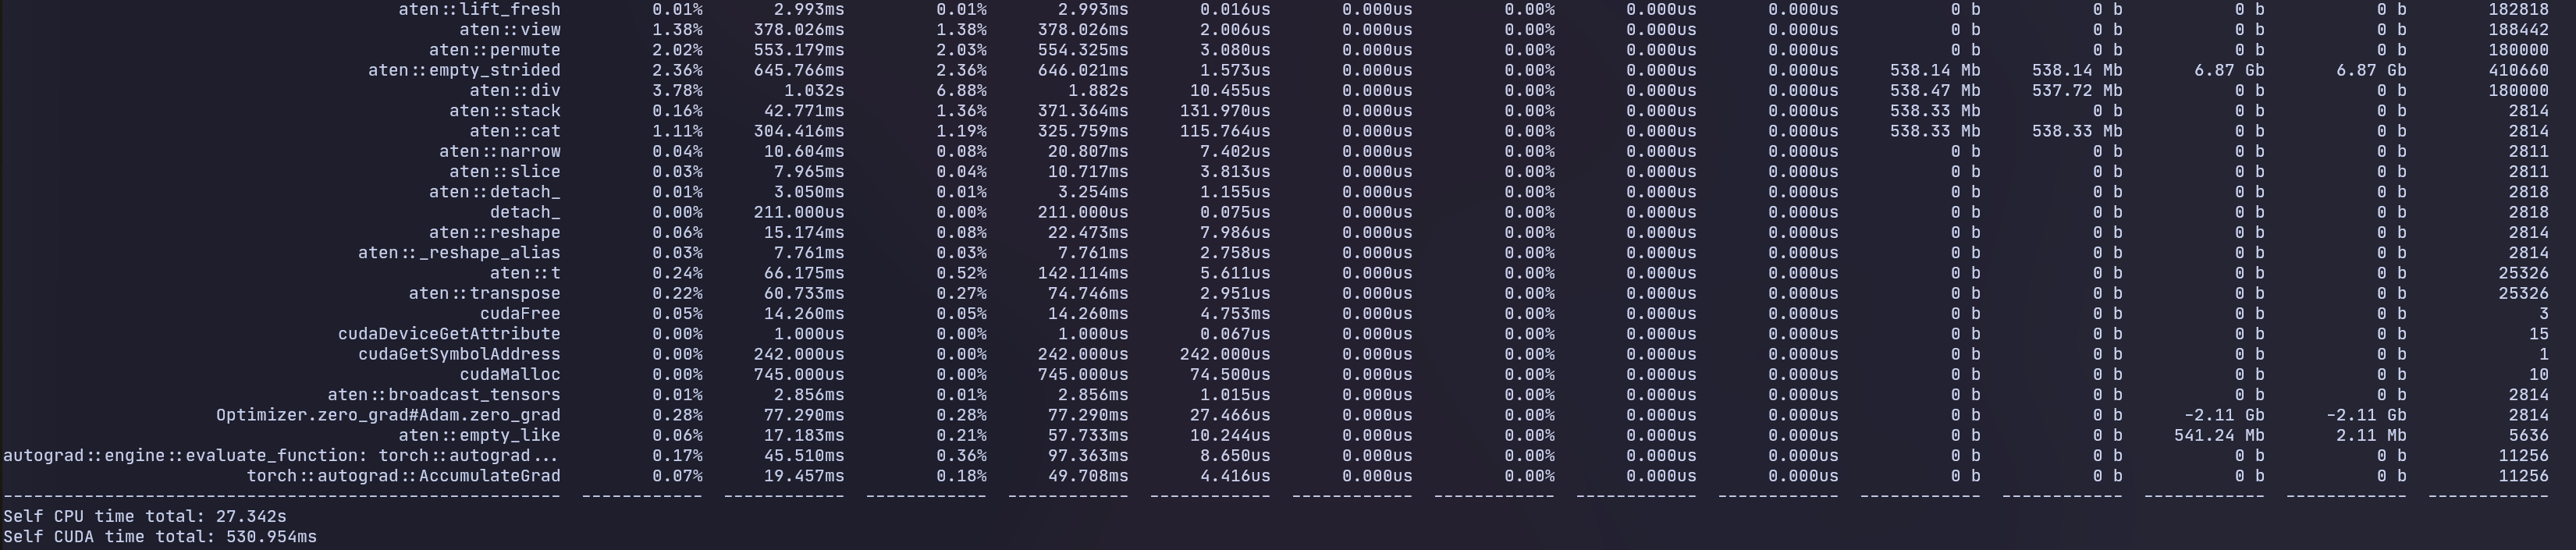 aten::lift_fresh 0.01% 2.993ms 0.01% 2.993ms 0.016us 0.000us 0.00% 0.000us 0.000us 0 b 0 b 0 b 0 b 182818
aten::view 1.38% 378.026ms 1.38% 378.026ms 2.006us 0.000us 0.00% 0.000us 0.000us 0 b 0 b 0 b 0 b 188442
aten::permute 2.02% 553.179ms 2.03% 554.325ms 3.080us 0.000us 0.00% 0.000us 0.000us 0 b 0 b 0 b 0 b 180000
aten::empty_strided 2.36% 645.766ms 2.36% 646.021ms 1.573us 0.000us 0.00% 0.000us 0.000us 538.14 Mb 538.14 Mb 6.87 Gb 6.87 Gb 410660
aten::div 3.78% 1.032s 6.88% 1.882s 10.455us 0.000us 0.00% 0.000us 0.000us 538.47 Mb 537.72 Mb 0 b 0 b 180000
aten::stack 0.16% 42.771ms 1.36% 371.364ms 131.970us 0.000us 0.00% 0.000us 0.000us 538.33 Mb 0 b 0 b 0 b 2814
aten::cat 1.11% 304.416ms 1.19% 325.759ms 115.764us 0.000us 0.00% 0.000us 0.000us 538.33 Mb 538.33 Mb 0 b 0 b 2814
aten::narrow 0.04% 10.604ms 0.08% 20.807ms 7.402us 0.000us 0.00% 0.000us 0.000us 0 b 0 b 0 b 0 b 2811
aten::slice 0.03% 7.965ms 0.04% 10.717ms 3.813us 0.000us 0.00% 0.000us 0.000us 0 b 0 b 0 b 0 b 2811
aten::detach_ 0.01% 3.050ms 0.01% 3.254ms 1.155us 0.000us 0.00% 0.000us 0.000us 0 b 0 b 0 b 0 b 2818
detach_ 0.00% 211.000us 0.00% 211.000us 0.075us 0.000us 0.00% 0.000us 0.000us 0 b 0 b 0 b 0 b 2818
aten::reshape 0.06% 15.174ms 0.08% 22.473ms 7.986us 0.000us 0.00% 0.000us 0.000us 0 b 0 b 0 b 0 b 2814
aten::_reshape_alias 0.03% 7.761ms 0.03% 7.761ms 2.758us 0.000us 0.00% 0.000us 0.000us 0 b 0 b 0 b 0 b 2814
aten::t 0.24% 66.175ms 0.52% 142.114ms 5.611us 0.000us 0.00% 0.000us 0.000us 0 b 0 b 0 b 0 b 25326
aten::transpose 0.22% 60.733ms 0.27% 74.746ms 2.951us 0.000us 0.00% 0.000us 0.000us 0 b 0 b 0 b 0 b 25326
cudaFree 0.05% 14.260ms 0.05% 14.260ms 4.753ms 0.000us 0.00% 0.000us 0.000us 0 b 0 b 0 b 0 b 3
cudaDeviceGetAttribute 0.00% 1.000us 0.00% 1.000us 0.067us 0.000us 0.00% 0.000us 0.000us 0 b 0 b 0 b 0 b 15
cudaGetSymbolAddress 0.00% 242.000us 0.00% 242.000us 242.000us 0.000us 0.00% 0.000us 0.000us 0 b 0 b 0 b 0 b 1
cudaMalloc 0.00% 745.000us 0.00% 745.000us 74.500us 0.000us 0.00% 0.000us 0.000us 0 b 0 b 0 b 0 b 10
aten::broadcast_tensors 0.01% 2.856ms 0.01% 2.856ms 1.015us 0.000us 0.00% 0.000us 0.000us 0 b 0 b 0 b 0 b 2814
Optimizer.zero_grad#Adam.zero_grad 0.28% 77.290ms 0.28% 77.290ms 27.466us 0.000us 0.00% 0.000us 0.000us 0 b 0 b -2.11 Gb -2.11 Gb 2814
aten::empty_like 0.06% 17.183ms 0.21% 57.733ms 10.244us 0.000us 0.00% 0.000us 0.000us 0 b 0 b 541.24 Mb 2.11 Mb 5636
autograd::engine::evaluate_function: torch::autograd... 0.17% 45.510ms 0.36% 97.363ms 8.650us 0.000us 0.00% 0.000us 0.000us 0 b 0 b 0 b 0 b 11256
torch::autograd::AccumulateGrad 0.07% 19.457ms 0.18% 49.708ms 4.416us 0.000us 0.00% 0.000us 0.000us 0 b 0 b 0 b 0 b 11256
------------------------------------------------------- ------------ ------------ ------------ ------------ ------------ ------------ ------------ ------------ ------------ ------------ ------------ ------------ ------------ ------------
Self CPU time total: 27.342s
Self CUDA time total: 530.954ms